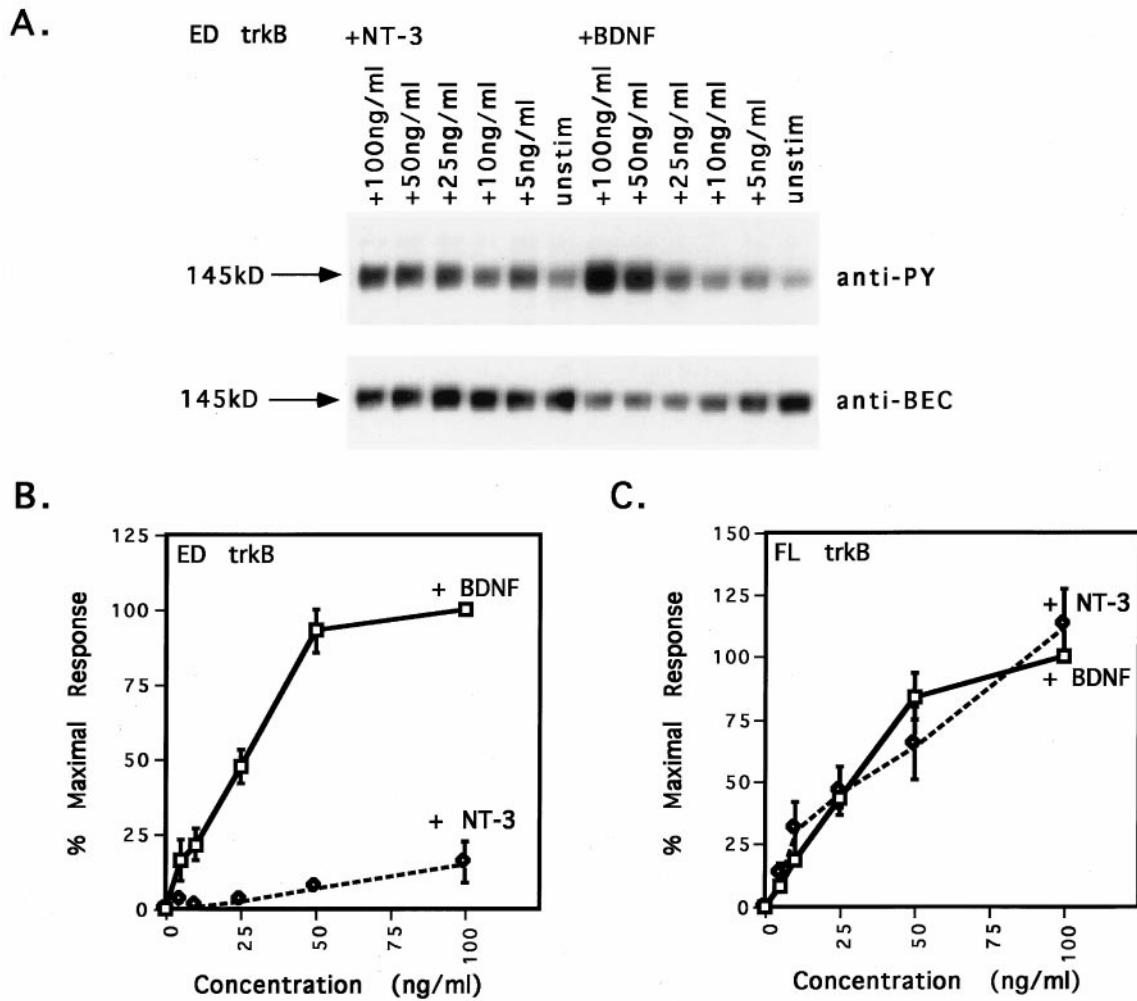 A.
ED trkB +NT-3 +BDNF
+100ng/ml
+50ng/ml
+25ng/ml
+10ng/ml
+5ng/ml
unstim
+100ng/ml
+50ng/ml
+25ng/ml
+10ng/ml
+5ng/ml
unstim
145kD anti-PY
145kD anti-BEC
B.
% Maximal Response
125
100
75
50
25
0
ED trkB
+ BDNF
+ NT-3
0 25 50 75 100
Concentration (ng/ml)
C.
% Maximal Response
150
125
100
75
50
25
0
FL trkB
+ NT-3
+ BDNF
0 25 50 75 100
Concentration (ng/ml)